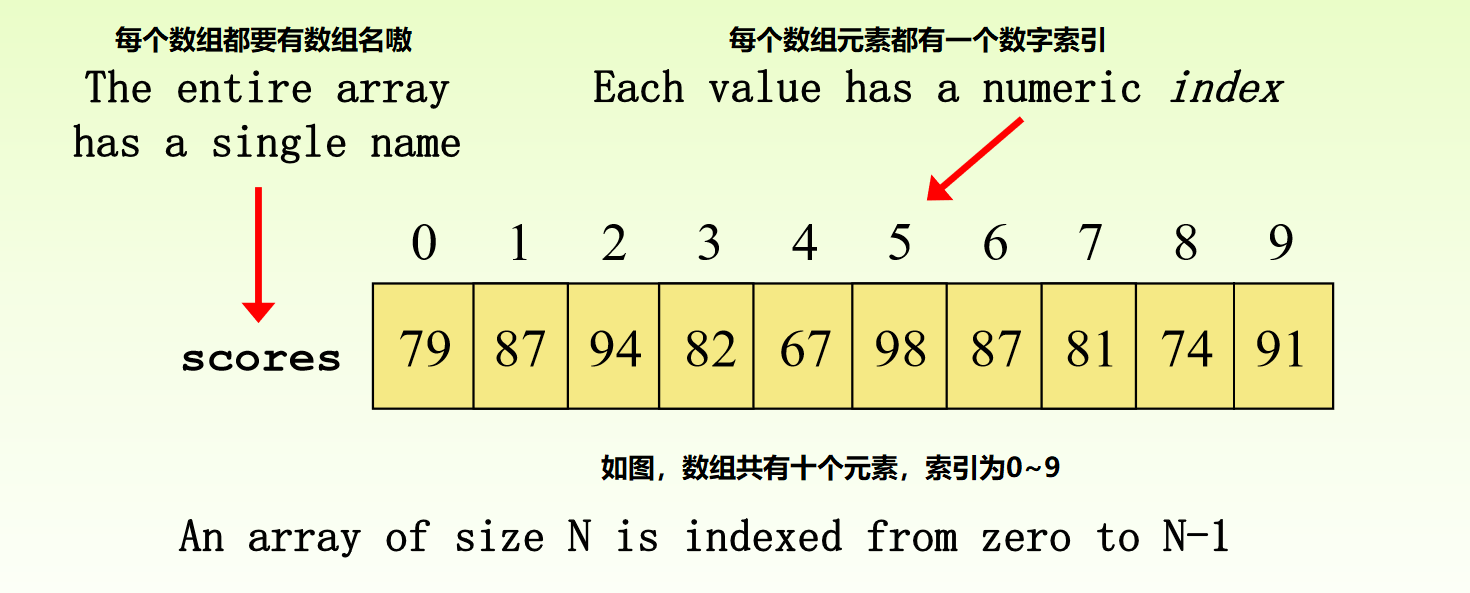 每个数组都要有数组名嗷
The entire array
has a single name
每个数组元素都有一个数字索引
Each value has a numeric index
0 1 2 3 4 5 6 7 8 9
scores 79 87 94 82 67 98 87 81 74 91
如图，数组共有十个元素，索引为0~9
An array of size N is indexed from zero to N-1